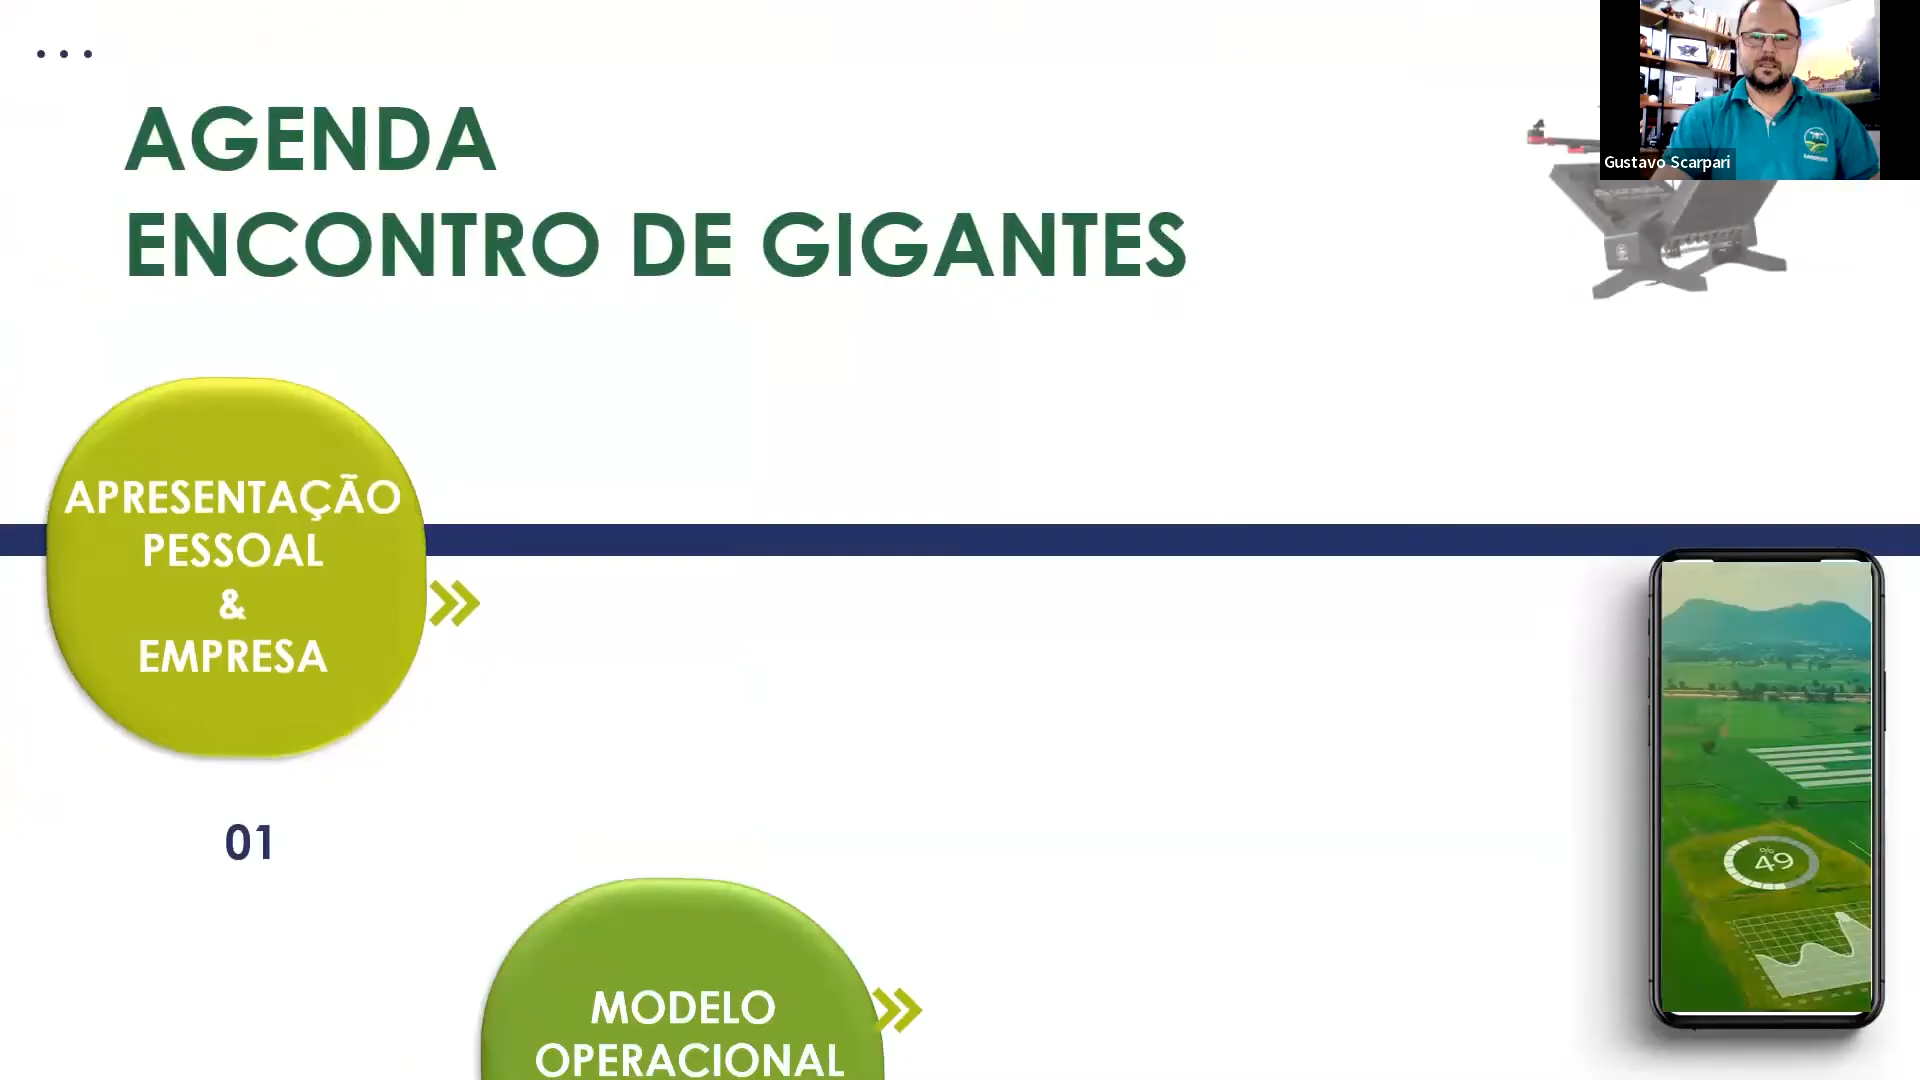 AGENDA
ENCONTRO DE GIGANTES
Gustavo Scarpari
APRESENTAÇÃO
PESSOAL
&
EMPRESA
01
MODELO
OPERACIONAL
%
49